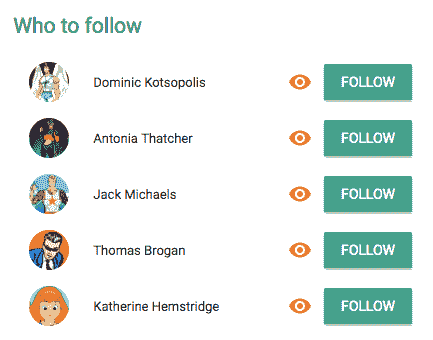 Who to follow
Dominic Kotsopolis FOLLOW
Antonia Thatcher FOLLOW
Jack Michaels FOLLOW
Thomas Brogan FOLLOW
Katherine Hemstridge FOLLOW